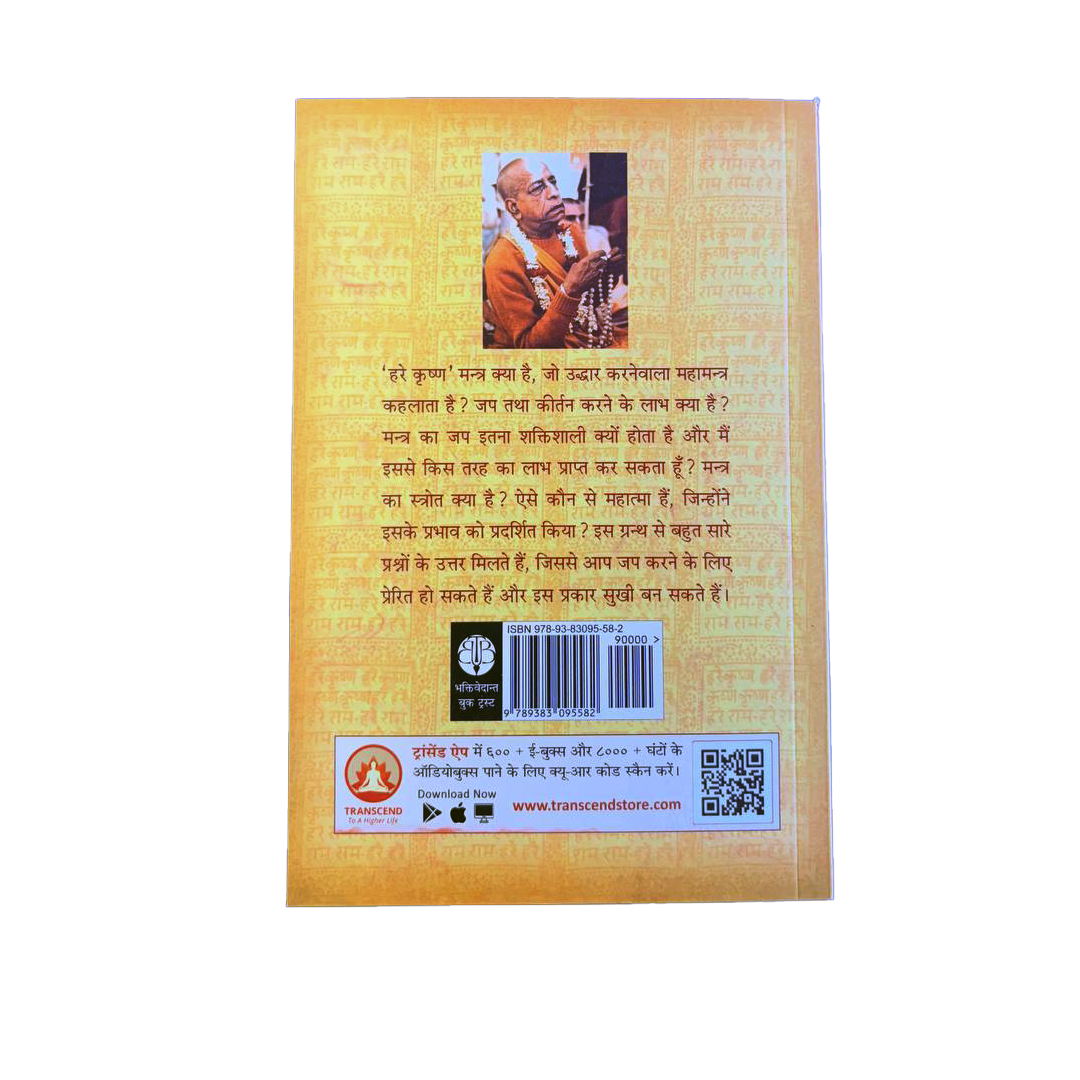 ‘हरे कृष्ण’ मन्त्र क्या है, जो उद्धार करनेवाला महामन्त्र
कहलाता है? जप तथा कीर्तन करने के लाभ क्या है?
मन्त्र का जप इतना शक्तिशाली क्यों होता है और मैं
इससे किस तरह का लाभ प्राप्त कर सकता हूँ? मन्त्र
का स्त्रोत क्या है? ऐसे कौन से महात्मा हैं, जिन्होंने
इसके प्रभाव को प्रदर्शित किया? इस ग्रन्थ से बहुत सारे
प्रश्नों के उत्तर मिलते हैं, जिससे आप जप करने के लिए
प्रेरित हो सकते हैं और इस प्रकार सुखी बन सकते हैं।
ISBN 978-93-83095-58-2
90000 >
भक्तिवेदान्त
बुक ट्रस्ट
9 789383 095582
ट्रांसेंड ऐप में ६०० + ई-बुक्स और ८००० + घंटों के
ऑडियोबुक्स पाने के लिए क्यू-आर कोड स्कैन करें।
Download Now
www.transcendstore.com
TRANSCEND
To A Higher Life